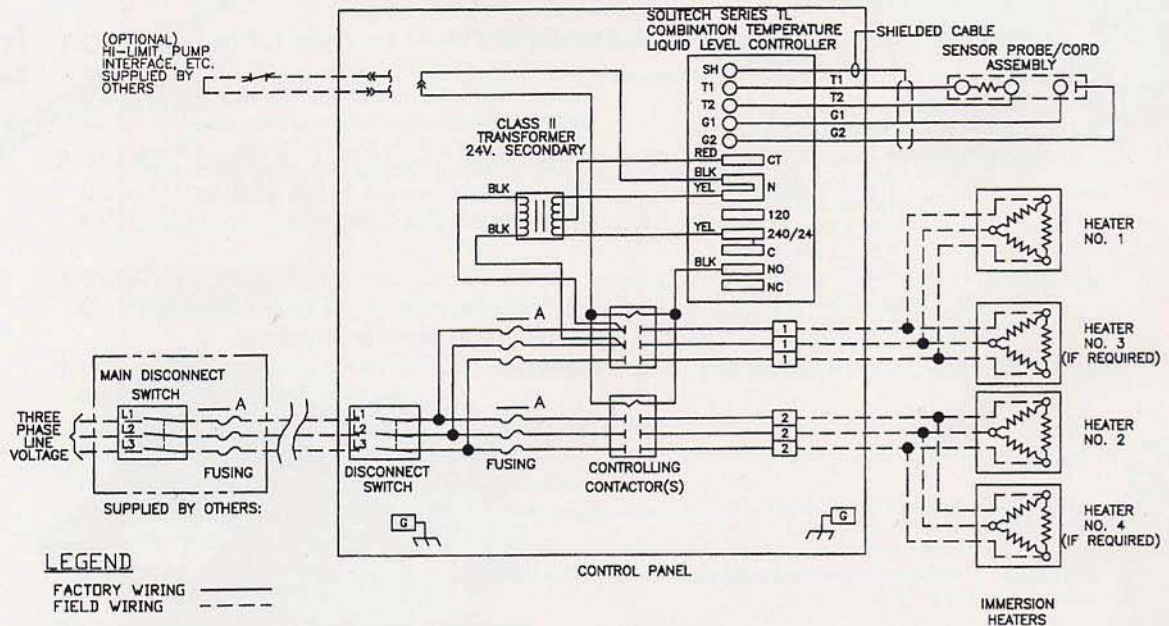 (OPTIONAL)
HI-LIMIT, PUMP
INTERFACE, ETC.
SUPPLIED BY
OTHERS
SOLITECH SERIES TL
COMBINATION TEMPERATURE
LIQUID LEVEL CONTROLLER
SHIELDED CABLE
SENSOR PROBE/CORD
ASSEMBLY
SH
T1
T2
G1
G2
T1
T2
G1
G2
CLASS II
TRANSFORMER
24V. SECONDARY
RED
CT
BLK
YEL
N
120
YEL
240/24
C
BLK
NO
NC
BLK
BLK
HEATER
NO. 1
A
1
1
1
HEATER
NO. 3
(IF REQUIRED)
MAIN DISCONNECT
SWITCH
A
THREE
PHASE
LINE
VOLTAGE
L1
L2
L3
FUSING
SUPPLIED BY OTHERS:
L1
L2
L3
DISCONNECT
SWITCH
A
FUSING
CONTROLLING
CONTACTOR(S)
2
2
2
HEATER
NO. 2
HEATER
NO. 4
(IF REQUIRED)
G
G
CONTROL PANEL
LEGEND
FACTORY WIRING
FIELD WIRING
IMMERSION
HEATERS